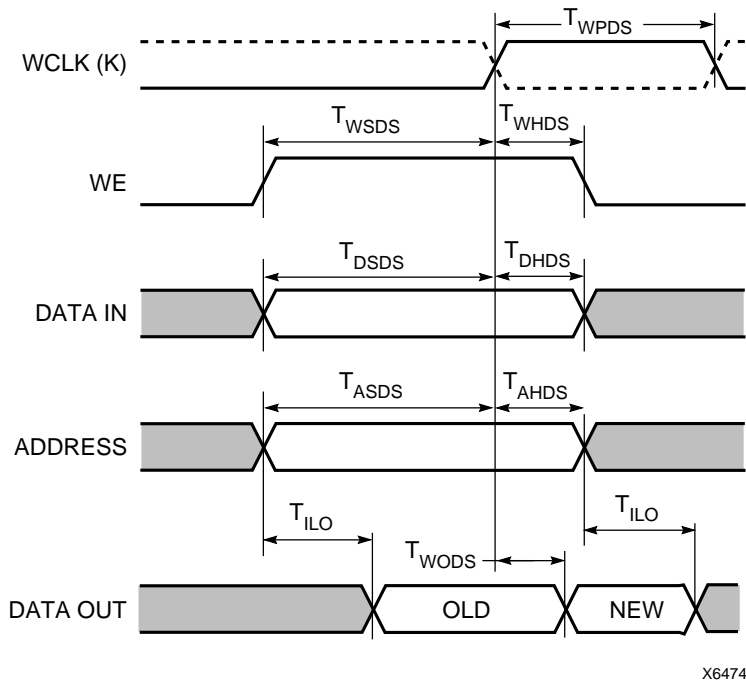 T_WPDS
WCLK (K)
T_WSDS T_WHDS
WE
T_DSDS T_DHDS
DATA IN
T_ASDS T_AHDS
ADDRESS
T_ILO T_ILO
T_WODS
DATA OUT OLD NEW
X6474